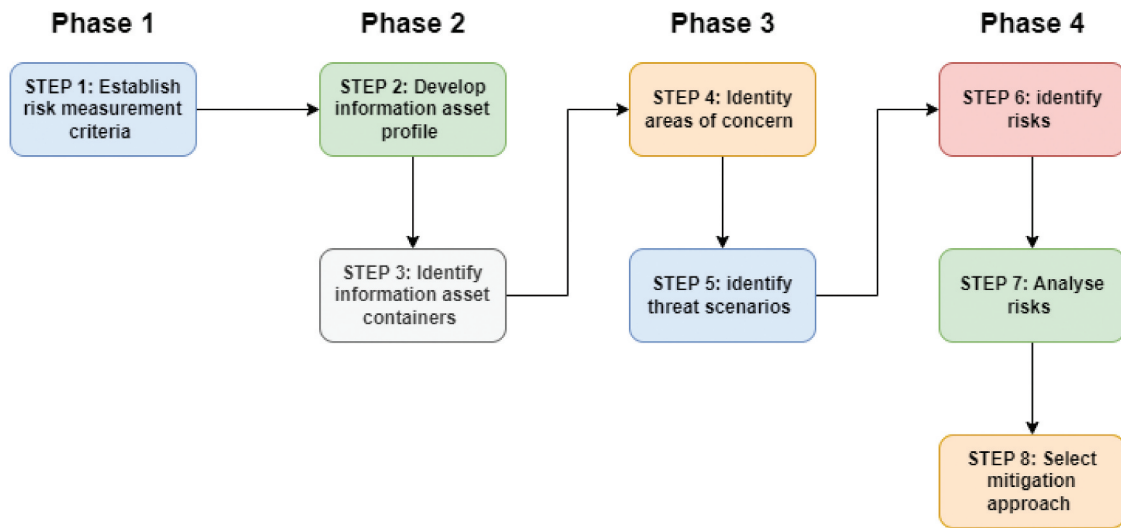 Phase 1
Phase 2
Phase 3
Phase 4
STEP 1: Establish
risk measurement
criteria
STEP 2: Develop
information asset
profile
STEP 3: Identify
information asset
containers
STEP 4: Identity
areas of concern
STEP 5: identify
threat scenarios
STEP 6: identify
risks
STEP 7: Analyse
risks
STEP 8: Select
mitigation
approach